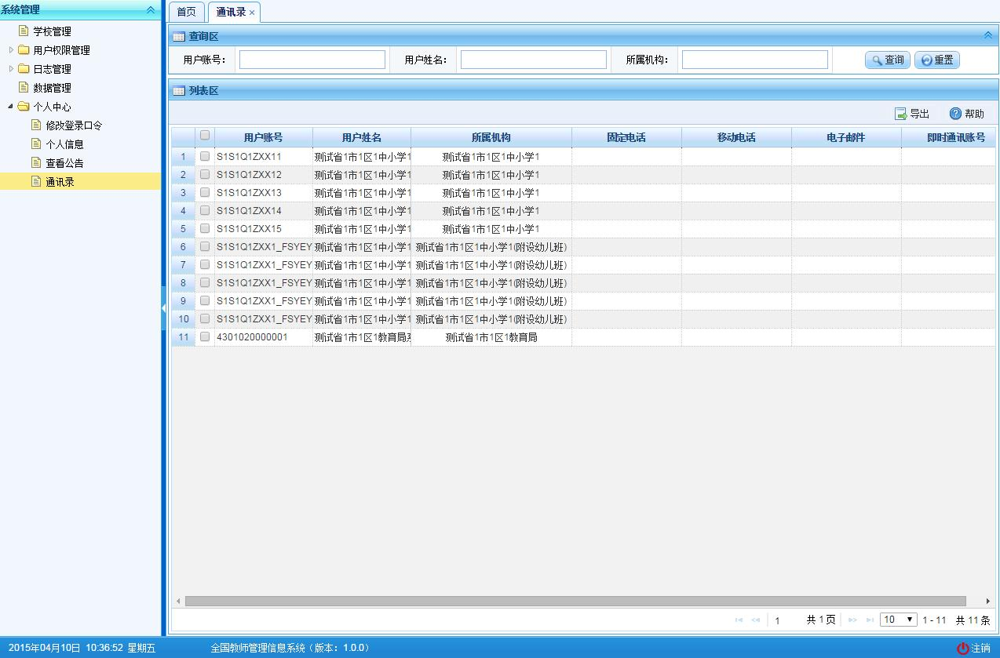 系统管理
学校管理
用户权限管理
日志管理
数据管理
个人中心
修改登录口令
个人信息
查看公告
通讯录
首页 通讯录 ×
查询区
用户账号： 用户姓名： 所属机构： 查询 重置
列表区
导出 帮助
用户账号 用户姓名 所属机构 固定电话 移动电话 电子邮件 即时通讯账号
1 S1S1Q1ZXX11 测试省1市1区1中小学1 测试省1市1区1中小学1
2 S1S1Q1ZXX12 测试省1市1区1中小学1 测试省1市1区1中小学1
3 S1S1Q1ZXX13 测试省1市1区1中小学1 测试省1市1区1中小学1
4 S1S1Q1ZXX14 测试省1市1区1中小学1 测试省1市1区1中小学1
5 S1S1Q1ZXX15 测试省1市1区1中小学1 测试省1市1区1中小学1
6 S1S1Q1ZXX1_FSYEY 测试省1市1区1中小学1 测试省1市1区1中小学1(附设幼儿班)
7 S1S1Q1ZXX1_FSYEY 测试省1市1区1中小学1 测试省1市1区1中小学1(附设幼儿班)
8 S1S1Q1ZXX1_FSYEY 测试省1市1区1中小学1 测试省1市1区1中小学1(附设幼儿班)
9 S1S1Q1ZXX1_FSYEY 测试省1市1区1中小学1 测试省1市1区1中小学1(附设幼儿班)
10 S1S1Q1ZXX1_FSYEY 测试省1市1区1中小学1 测试省1市1区1中小学1(附设幼儿班)
11 4301020000001 测试省1市1区1教育局系 测试省1市1区1教育局
1 共 1 页 10 1 - 11 共 11 条
2015年04月10日 10:36:52 星期五 全国教师管理信息系统（版本：1.0.0） 注销